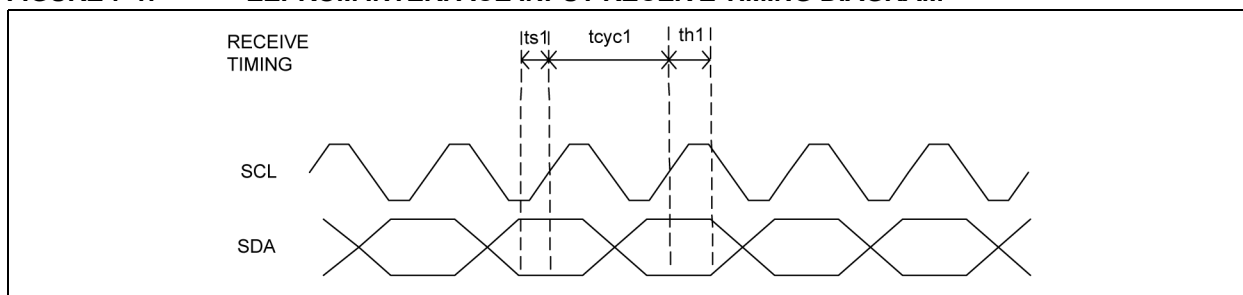 RECEIVE
TIMING
ts1
tcyc1
th1
SCL
SDA